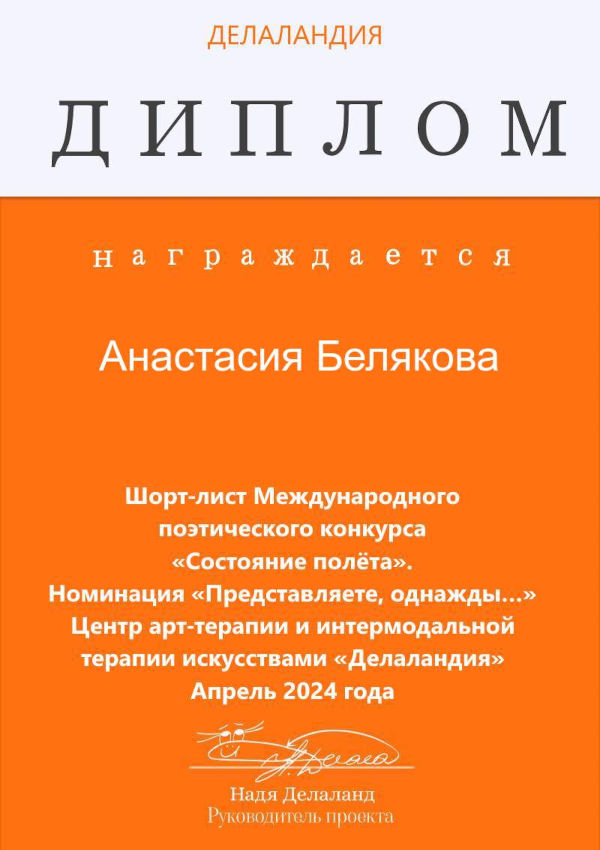 ДЕЛАЛАНДИЯ
ДИПЛОМ
награждается
Анастасия Белякова
Шорт-лист Международного
поэтического конкурса
«Состояние полёта».
Номинация «Представляете, однажды...»
Центр арт-терапии и интермодальной
терапии искусствами «Делаландия»
Апрель 2024 года
Надя Делаланд
Руководитель проекта